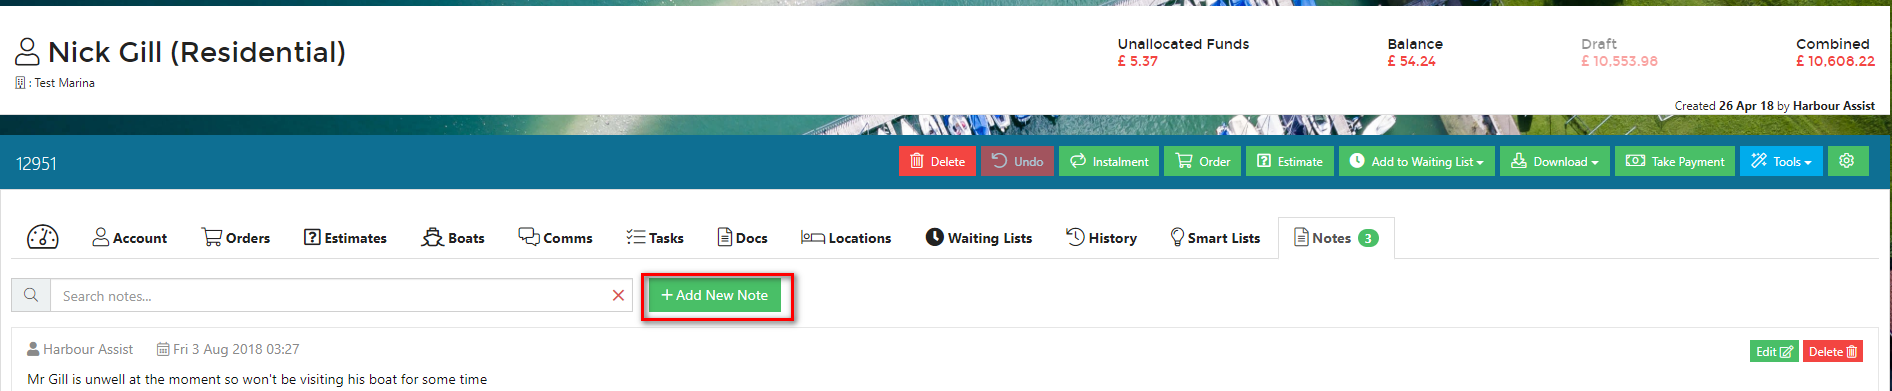 Nick Gill (Residential)
: Test Marina
Unallocated Funds
£ 5.37
Balance
£ 54.24
Draft
£ 10,553.98
Combined
£ 10,608.22
Created 26 Apr 18 by Harbour Assist
12951
Delete Undo Instalment Order Estimate Add to Waiting List Download Take Payment Tools
Account Orders Estimates Boats Comms Tasks Docs Locations Waiting Lists History Smart Lists Notes 3
Search notes... + Add New Note
Harbour Assist Fri 3 Aug 2018 03:27 Edit Delete
Mr Gill is unwell at the moment so won't be visiting his boat for some time